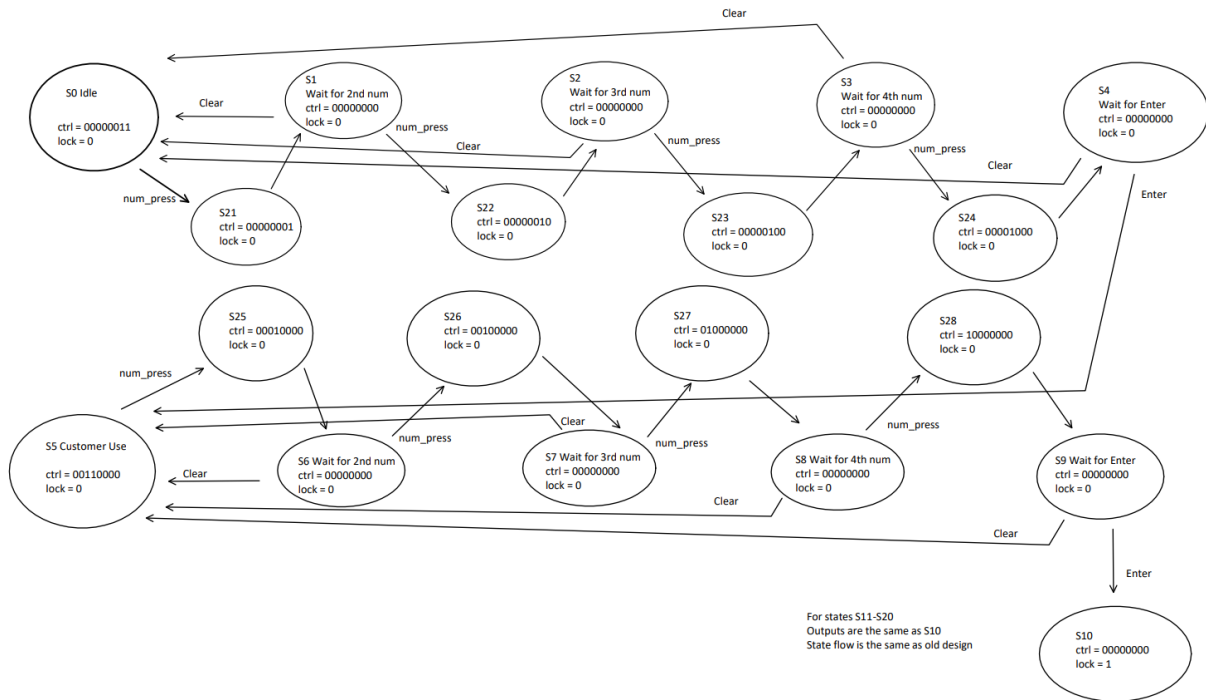 Clear
S0 Idle
ctrl = 00000011
lock = 0
Clear
S1
Wait for 2nd num
ctrl = 00000000
lock = 0
num_press
S2
Wait for 3rd num
ctrl = 00000000
lock = 0
Clear
num_press
S3
Wait for 4th num
ctrl = 00000000
lock = 0
num_press
Clear
S4
Wait for Enter
ctrl = 00000000
lock = 0
Enter
num_press
S21
ctrl = 00000001
lock = 0
S22
ctrl = 00000010
lock = 0
S23
ctrl = 00000100
lock = 0
S24
ctrl = 00001000
lock = 0
S25
ctrl = 00010000
lock = 0
S26
ctrl = 00100000
lock = 0
S27
ctrl = 01000000
lock = 0
S28
ctrl = 10000000
lock = 0
num_press
S5 Customer Use
ctrl = 00110000
lock = 0
Clear
S6 Wait for 2nd num
ctrl = 00000000
lock = 0
num_press
Clear
S7 Wait for 3rd num
ctrl = 00000000
lock = 0
num_press
Clear
S8 Wait for 4th num
ctrl = 00000000
lock = 0
num_press
Clear
S9 Wait for Enter
ctrl = 00000000
lock = 0
Enter
For states S11-S20
Outputs are the same as S10
State flow is the same as old design
S10
ctrl = 00000000
lock = 1